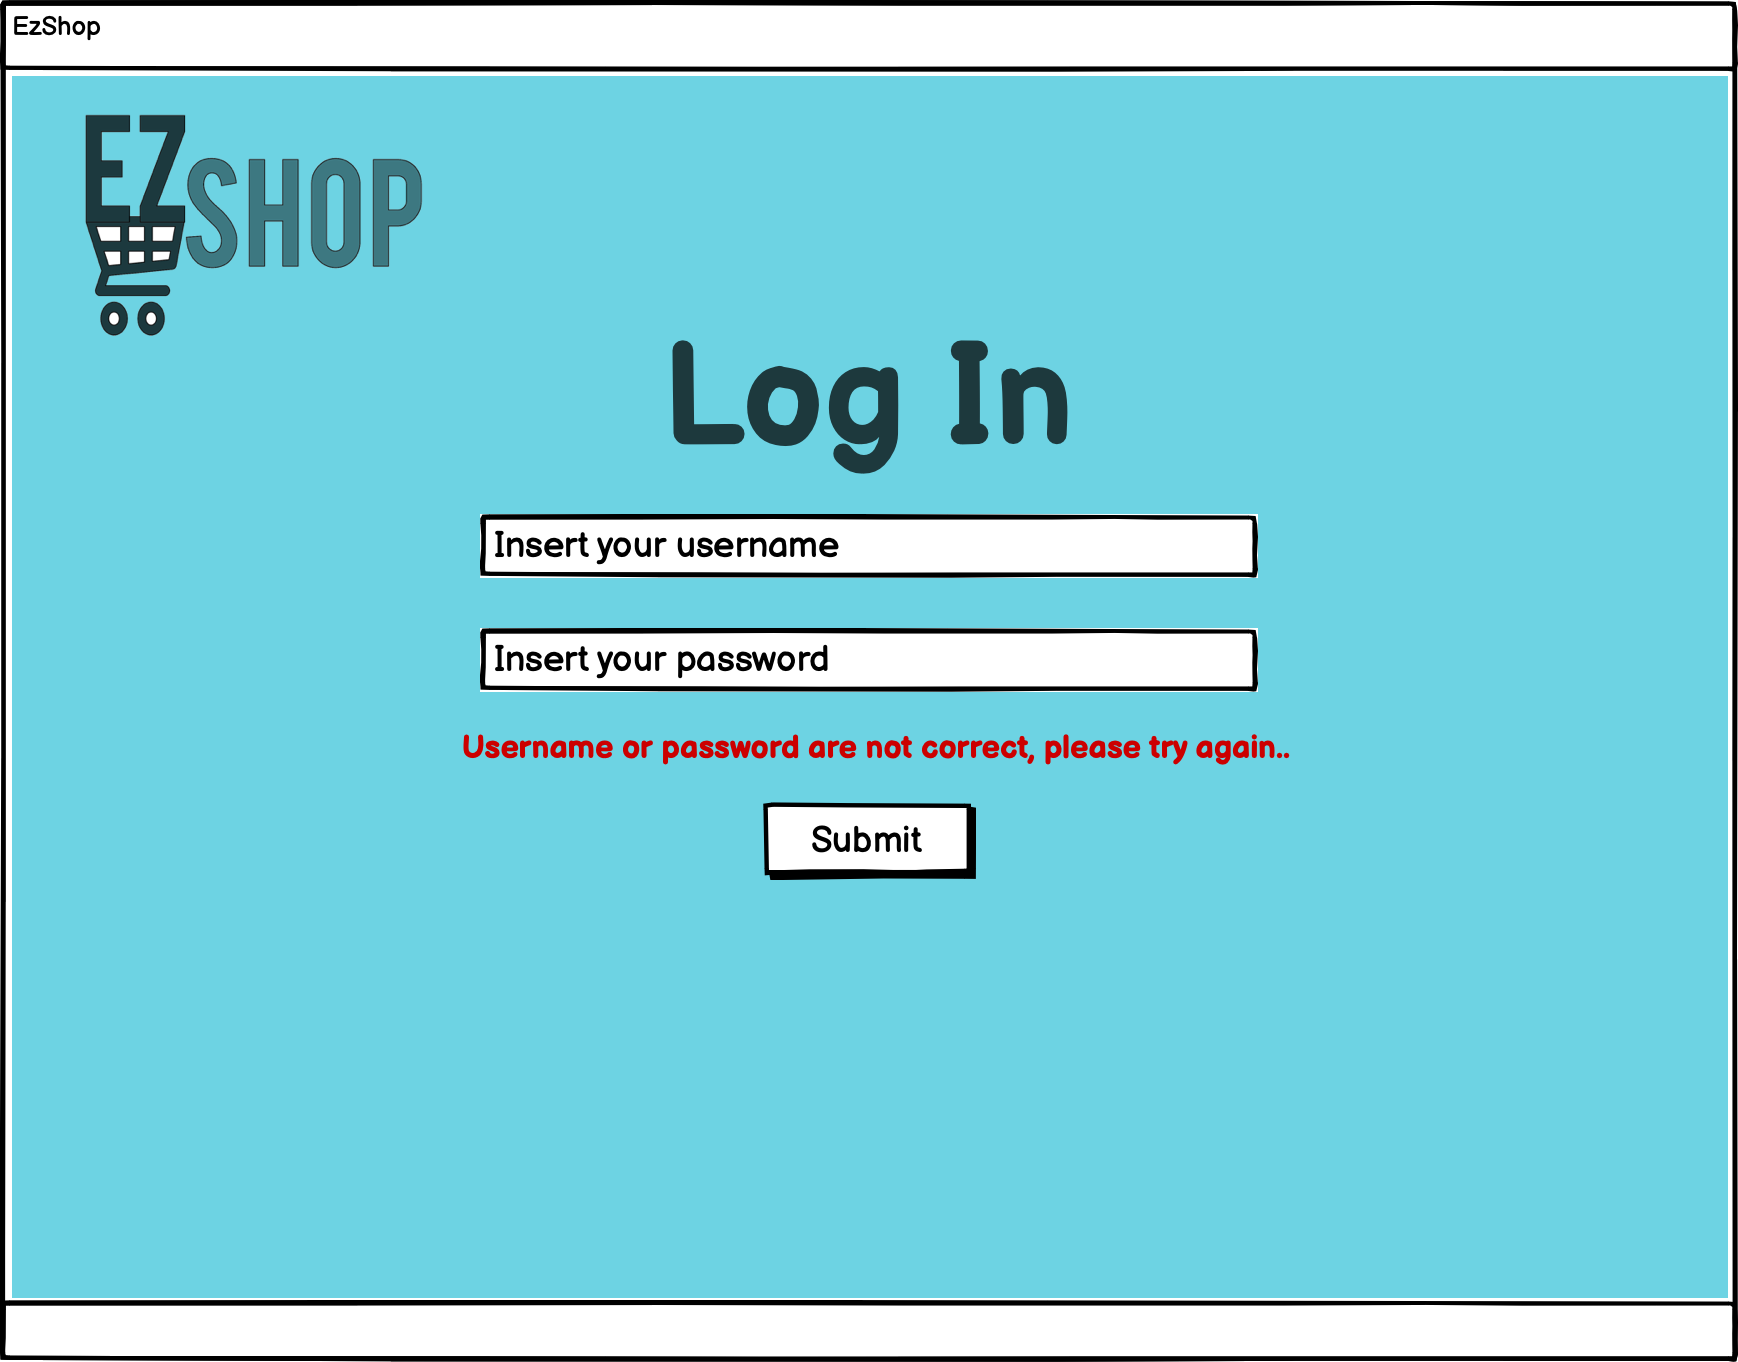 EzShop
EZSHOP
Log In
Insert your username
Insert your password
Username or password are not correct, please try again..
Submit